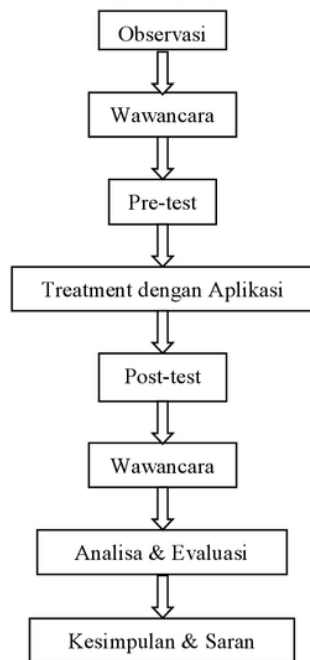 Observasi
Wawancara
Pre-test
Treatment dengan Aplikasi
Post-test
Wawancara
Analisa & Evaluasi
Kesimpulan & Saran